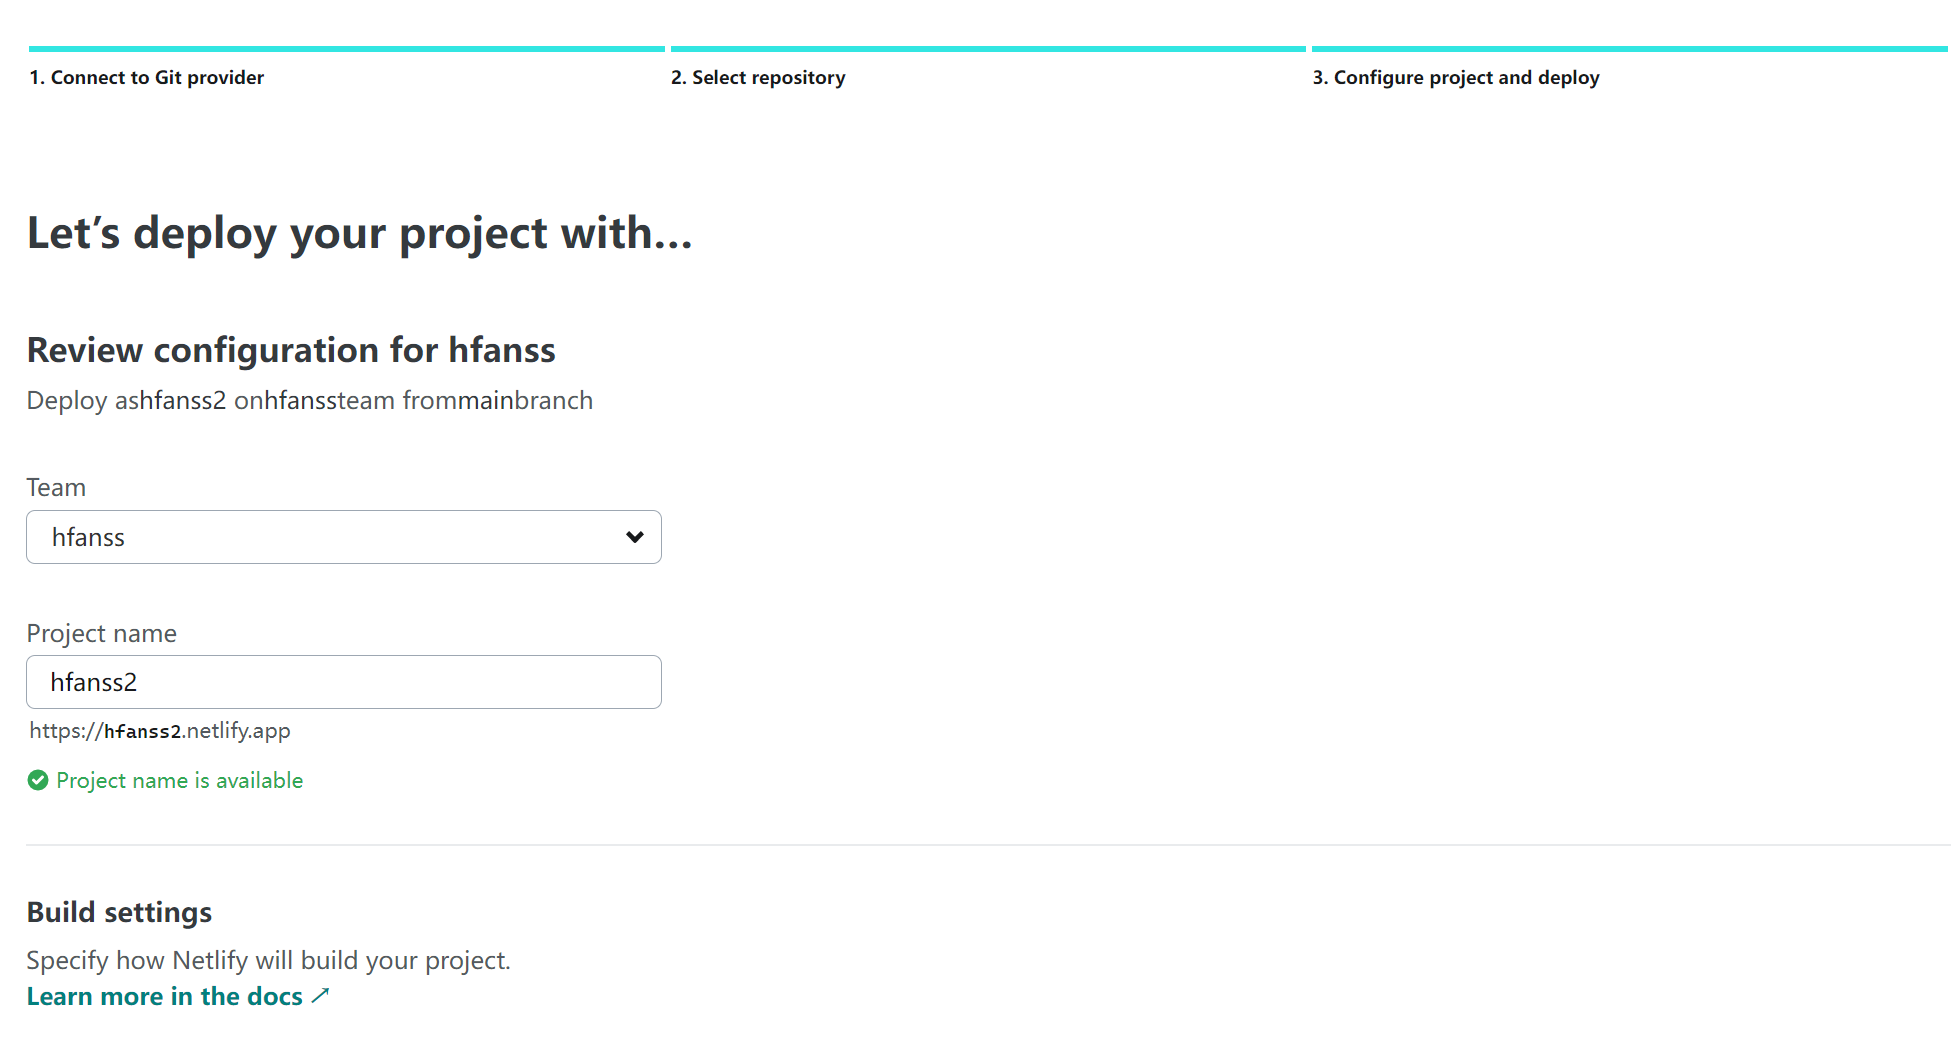 1. Connect to Git provider
2. Select repository
3. Configure project and deploy
Let’s deploy your project with…
Review configuration for hfanss
Deploy ashfanss2 onhfanssteam frommainbranch
Team
hfanss
Project name
hfanss2
https://hfanss2.netlify.app
Project name is available
Build settings
Specify how Netlify will build your project.
Learn more in the docs ↗